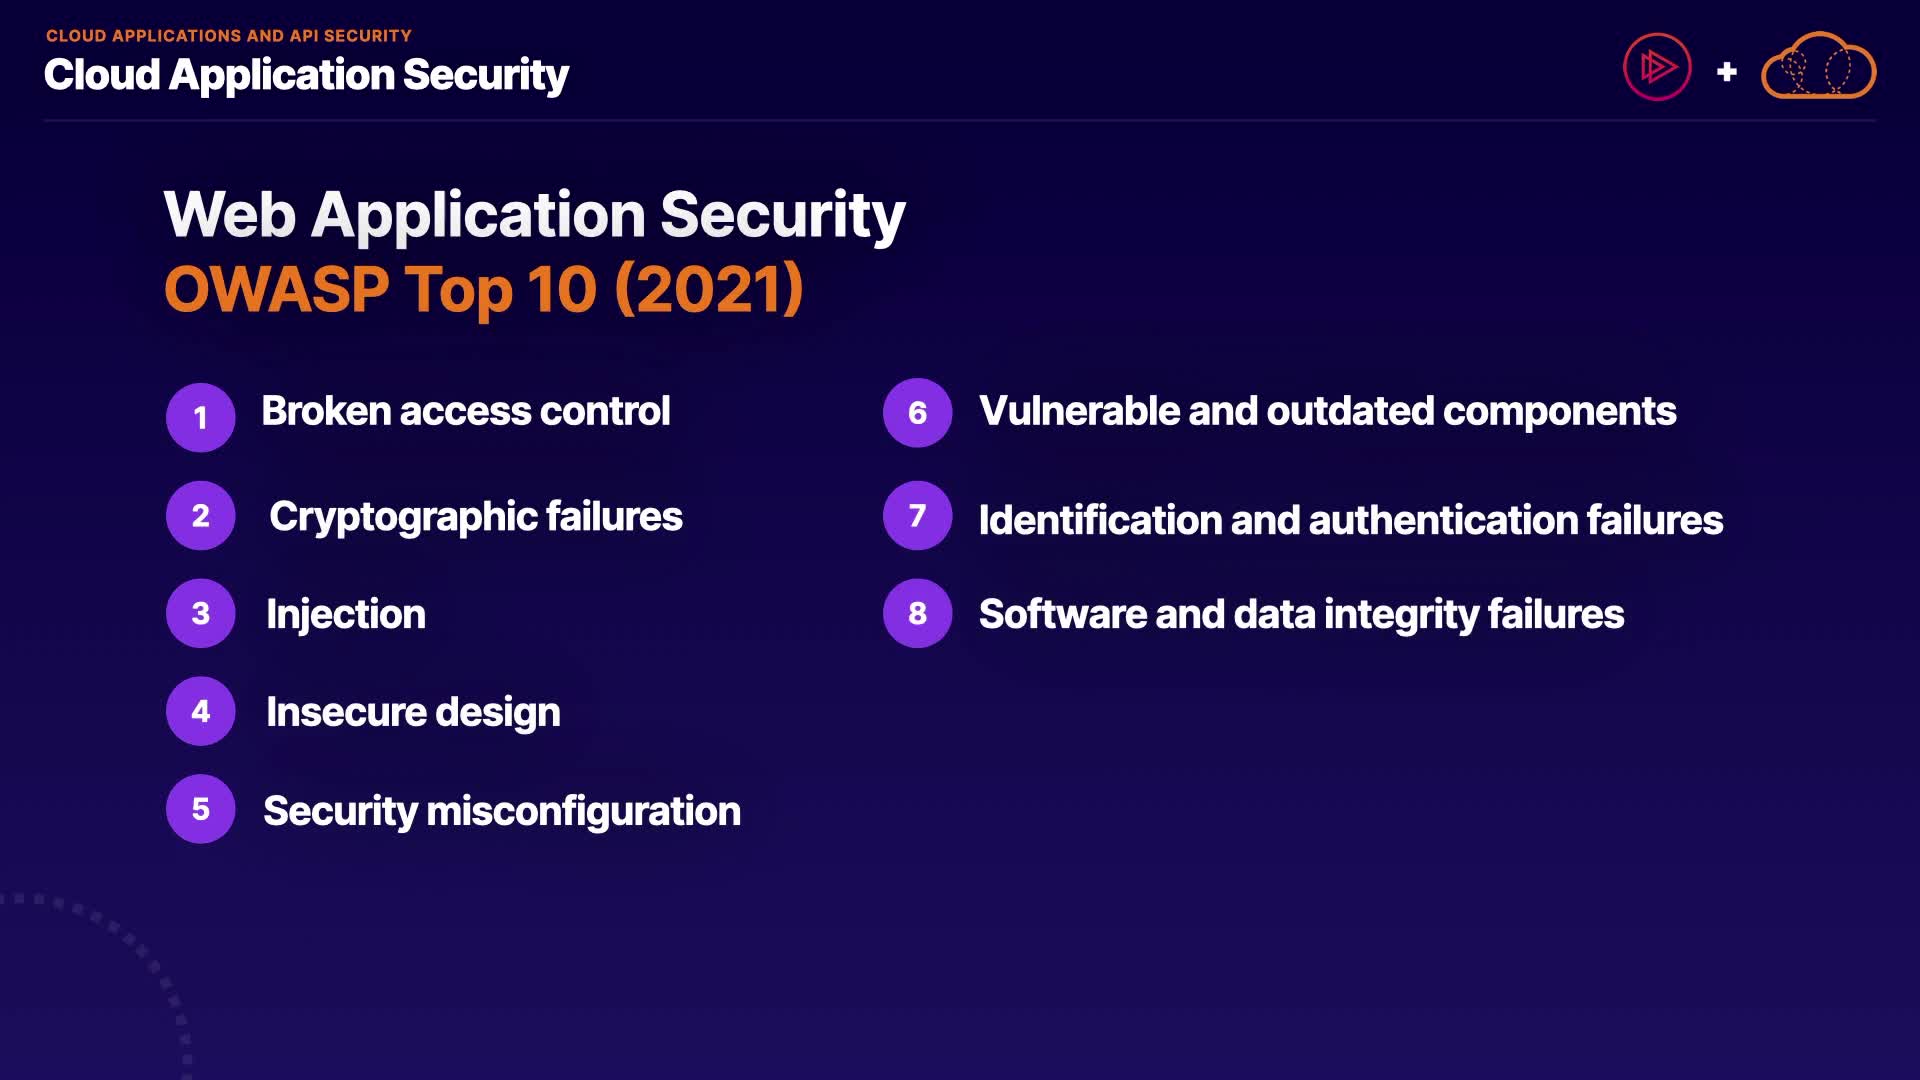 CLOUD APPLICATIONS AND API SECURITY
Cloud Application Security
+
Web Application Security
OWASP Top 10 (2021)
1 Broken access control
2 Cryptographic failures
3 Injection
4 Insecure design
5 Security misconfiguration
6 Vulnerable and outdated components
7 Identification and authentication failures
8 Software and data integrity failures